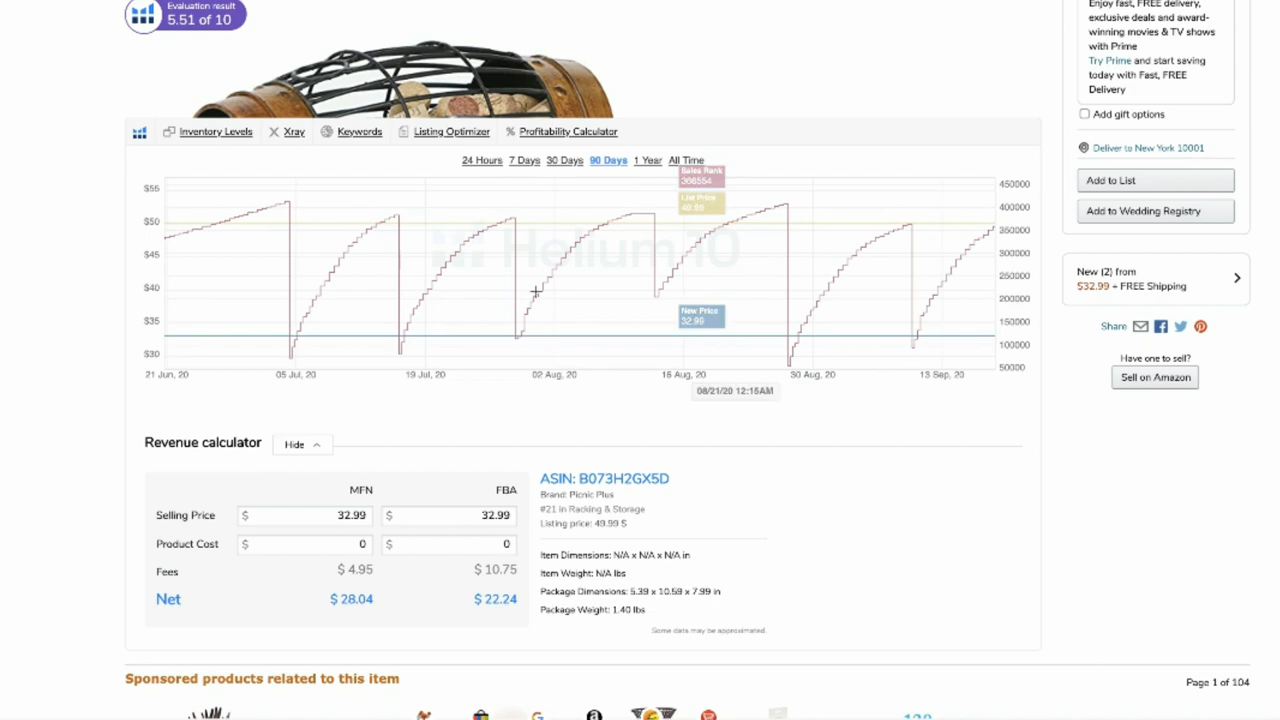 Evaluation result
5.51 of 10
Enjoy fast, FREE delivery,
exclusive deals and award-
winning movies & TV shows
with Prime
Try Prime and start saving
today with Fast, FREE
Delivery
Add gift options
Deliver to New York 10001
Add to List
Add to Wedding Registry
New (2) from
$32.99 + FREE Shipping
Share
Have one to sell?
Sell on Amazon
Inventory Levels Xray Keywords Listing Optimizer Profitability Calculator
24 Hours 7 Days 30 Days 90 Days 1 Year All Time
Sales Rank
366554
List Price
49.99
Helium 10
New Price
32.99
$55
$50
$45
$40
$35
$30
450000
400000
350000
300000
250000
200000
150000
100000
50000
21 Jun, 20 05 Jul, 20 19 Jul, 20 02 Aug, 20 16 Aug, 20 30 Aug, 20 13 Sep, 20
08/21/20 12:15AM
Revenue calculator Hide
MFN FBA
Selling Price $ 32.99 $ 32.99
Product Cost $ 0 $ 0
Fees $ 4.95 $ 10.75
Net $ 28.04 $ 22.24
ASIN: B073H2GX5D
Brand: Picnic Plus
#21 in Racking & Storage
Listing price: 49.99 $
Item Dimensions: N/A x N/A x N/A in
Item Weight: N/A lbs
Package Dimensions: 5.39 x 10.59 x 7.99 in
Package Weight: 1.40 lbs
Some data may be approximated.
Sponsored products related to this item
Page 1 of 104